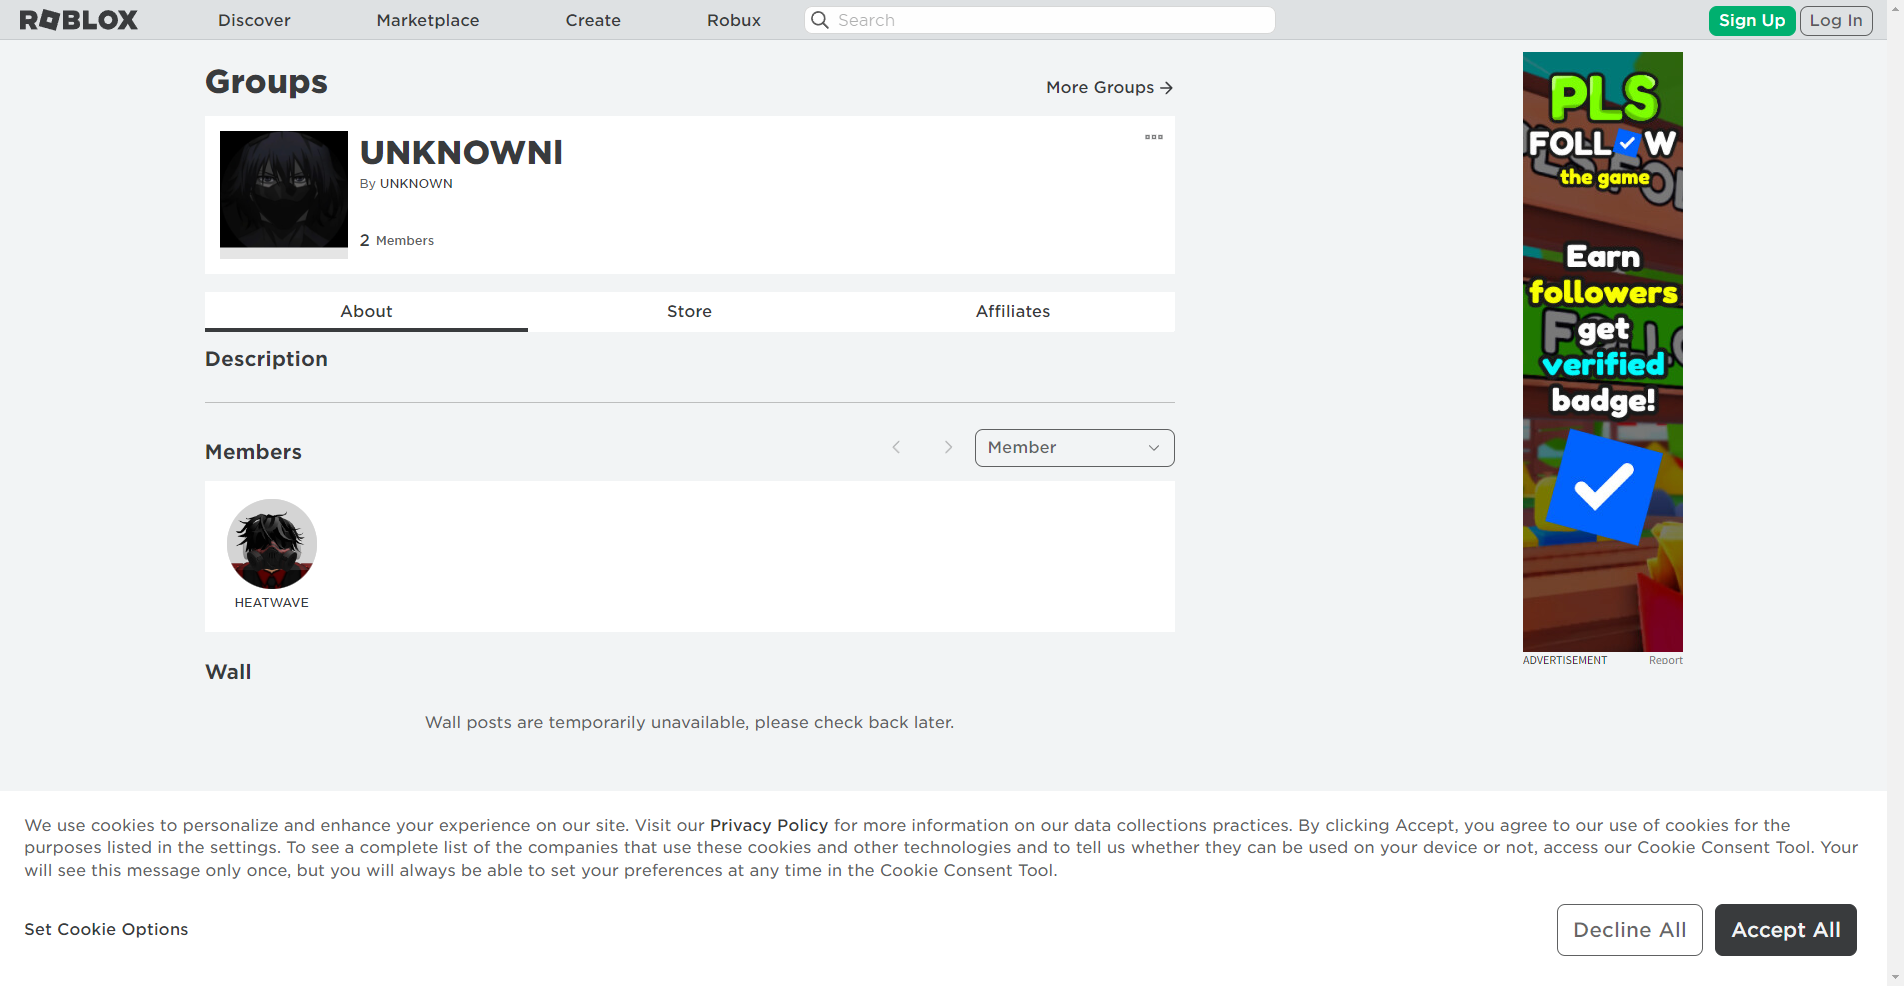 ROBLOX
Discover
Marketplace
Create
Robux
Search
Sign Up
Log In
Groups
More Groups
UNKNOWNl
By UNKNOWN
2 Members
About
Store
Affiliates
Description
Members
Member
HEATWAVE
Wall
Wall posts are temporarily unavailable, please check back later.
PLS
FOLLOW
the game
Earn
followers
get
verified
badge!
ADVERTISEMENT
Report
We use cookies to personalize and enhance your experience on our site. Visit our Privacy Policy for more information on our data collections practices. By clicking Accept, you agree to our use of cookies for the
purposes listed in the settings. To see a complete list of the companies that use these cookies and other technologies and to tell us whether they can be used on your device or not, access our Cookie Consent Tool. Your
will see this message only once, but you will always be able to set your preferences at any time in the Cookie Consent Tool.
Set Cookie Options
Decline All
Accept All